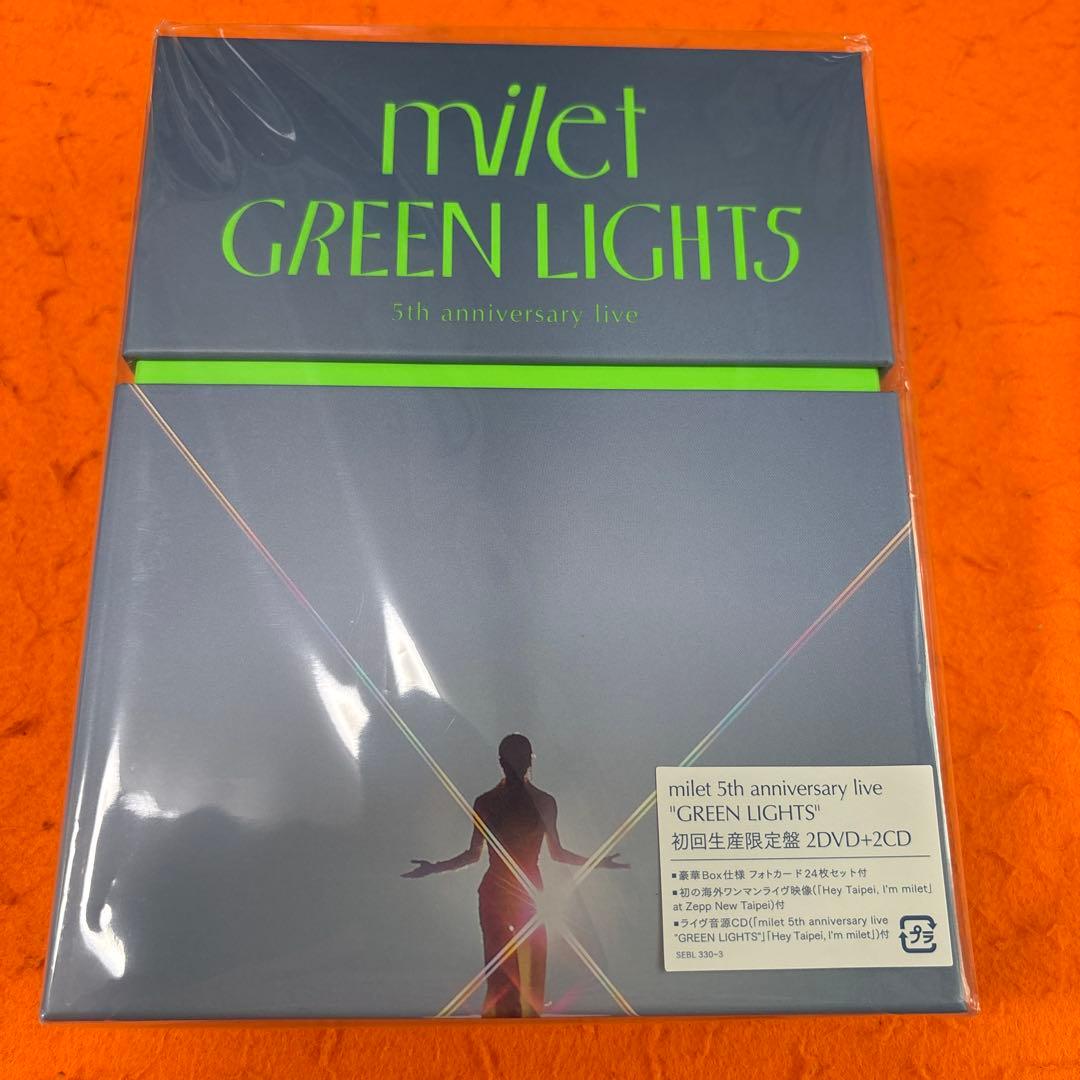 milet
GREEN LIGHTS
5th anniversary live
milet 5th anniversary live
"GREEN LIGHTS"
初回生産限定盤 2DVD+2CD
■豪華Box仕様 フォトカード24枚セット付
■初の海外ワンマンライヴ映像(「Hey Taipei, I'm milet」
at Zepp New Taipei)付
■ライヴ音源CD(「milet 5th anniversary live
"GREEN LIGHTS"」「Hey Taipei, I'm milet」)付
SEBL 330~3
プラ